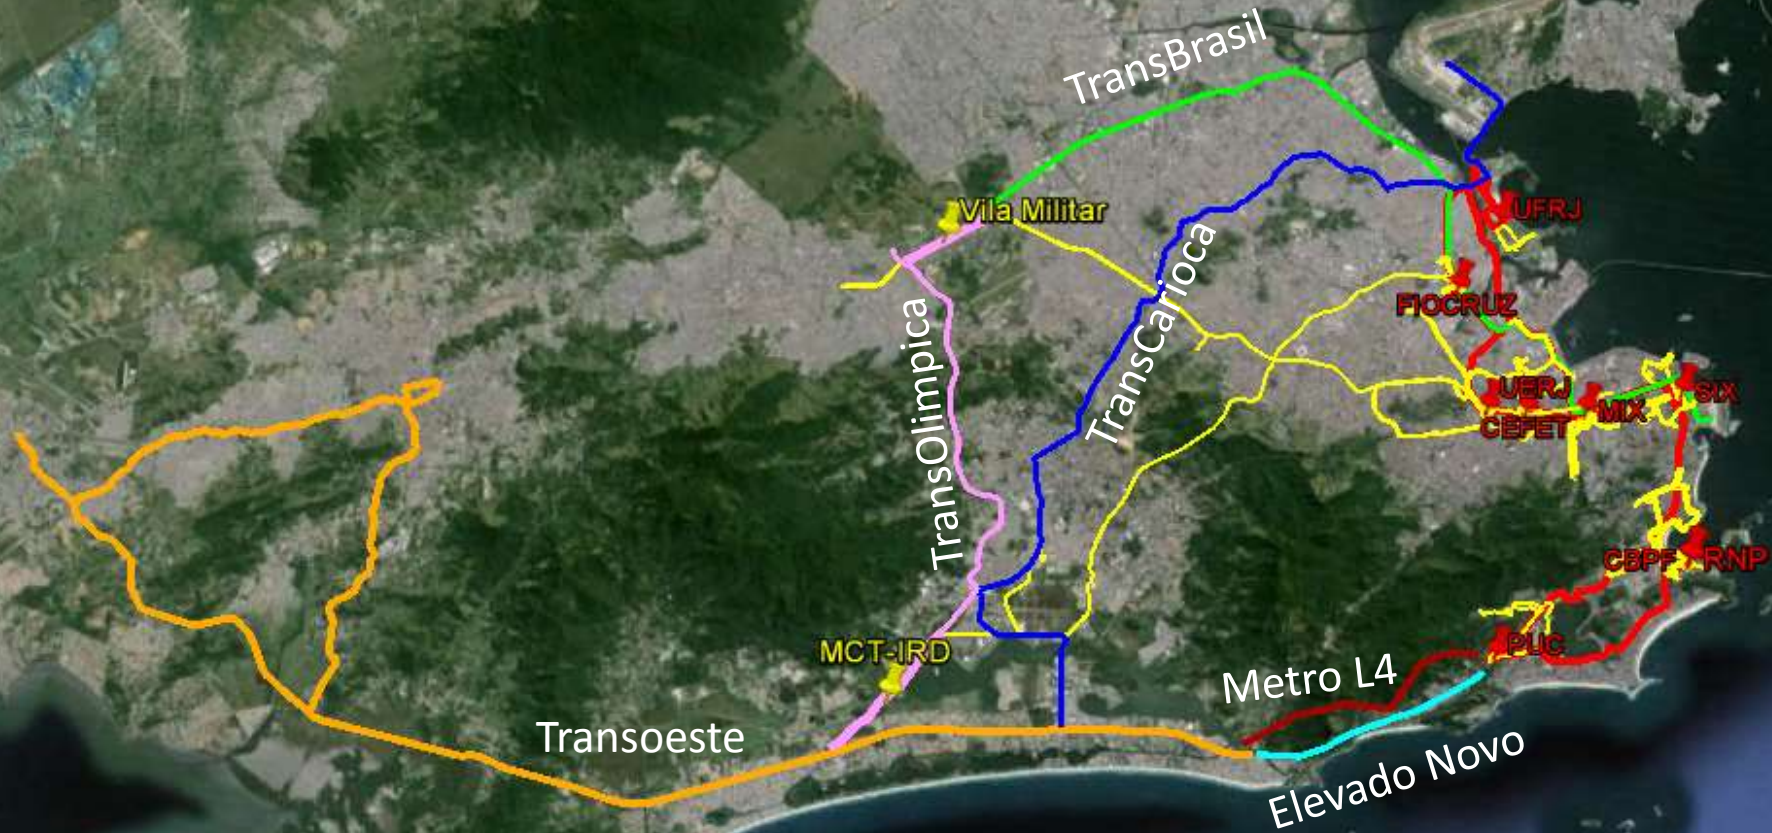 TransBrasil
Vila Militar
UFRJ
TransCarioca
FIOCRUZ
TransOlimpica
UERJ
SIX
MIX
CEFET
CBPF
RNP
PUC
MCT-IRD
Metro L4
Transoeste
Elevado Novo